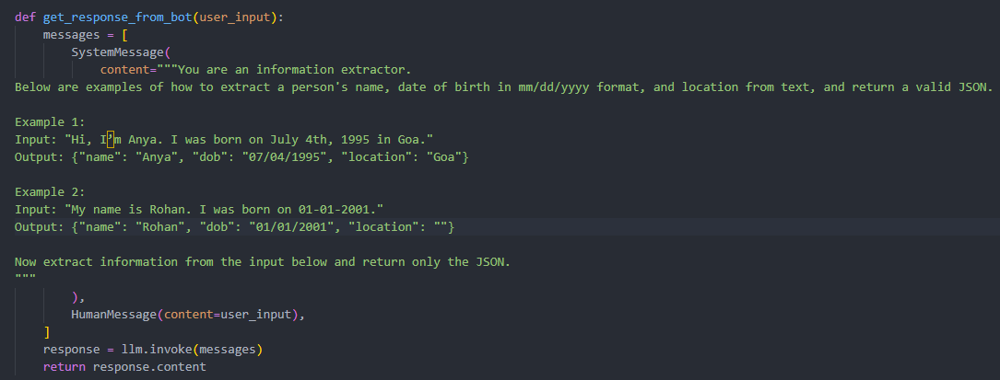 def get_response_from_bot(user_input):
    messages = [
        SystemMessage(
            content="""You are an information extractor.
Below are examples of how to extract a person's name, date of birth in mm/dd/yyyy format, and location from text, and return a valid JSON.

Example 1:
Input: "Hi, I’m Anya. I was born on July 4th, 1995 in Goa."
Output: {"name": "Anya", "dob": "07/04/1995", "location": "Goa"}

Example 2:
Input: "My name is Rohan. I was born on 01-01-2001."
Output: {"name": "Rohan", "dob": "01/01/2001", "location": ""}

Now extract information from the input below and return only the JSON.
"""
        ),
        HumanMessage(content=user_input),
    ]
    response = llm.invoke(messages)
    return response.content